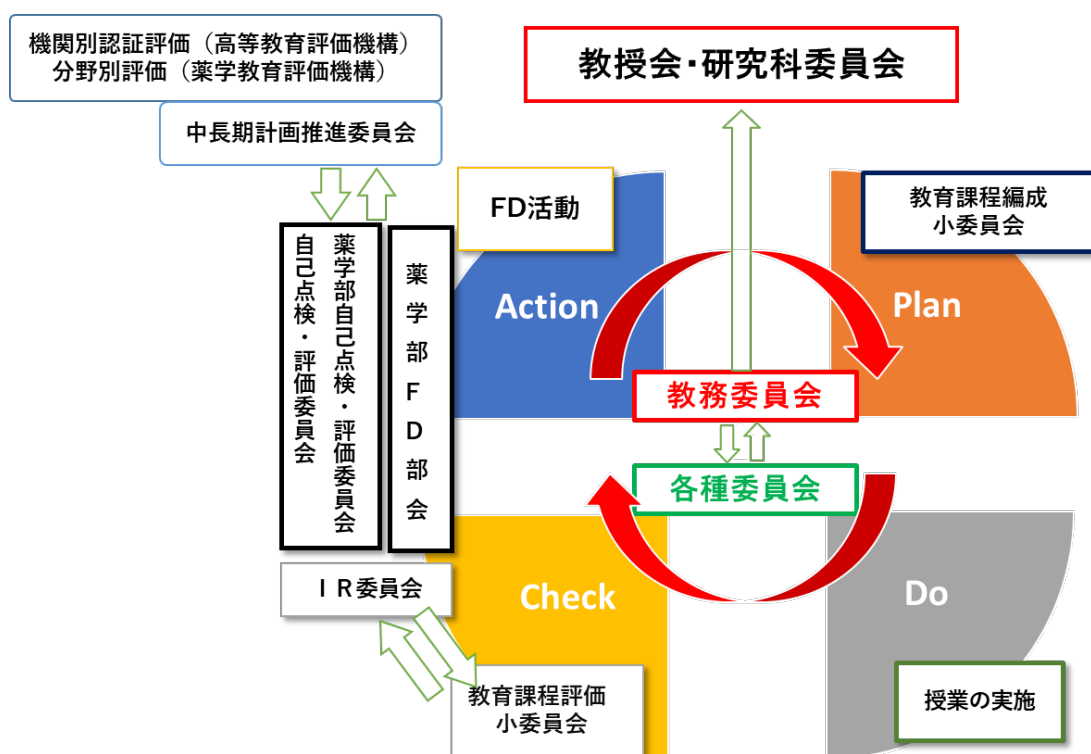 機関別認証評価（高等教育評価機構）
分野別評価（薬学教育評価機構）
中長期計画推進委員会
教授会・研究科委員会
FD活動
教育課程編成
小委員会
Action
Plan
薬学部自己点検・評価委員会
自己点検・評価委員会
薬学部FD部会
教務委員会
各種委員会
ＩＲ委員会
Check
Do
教育課程評価
小委員会
授業の実施